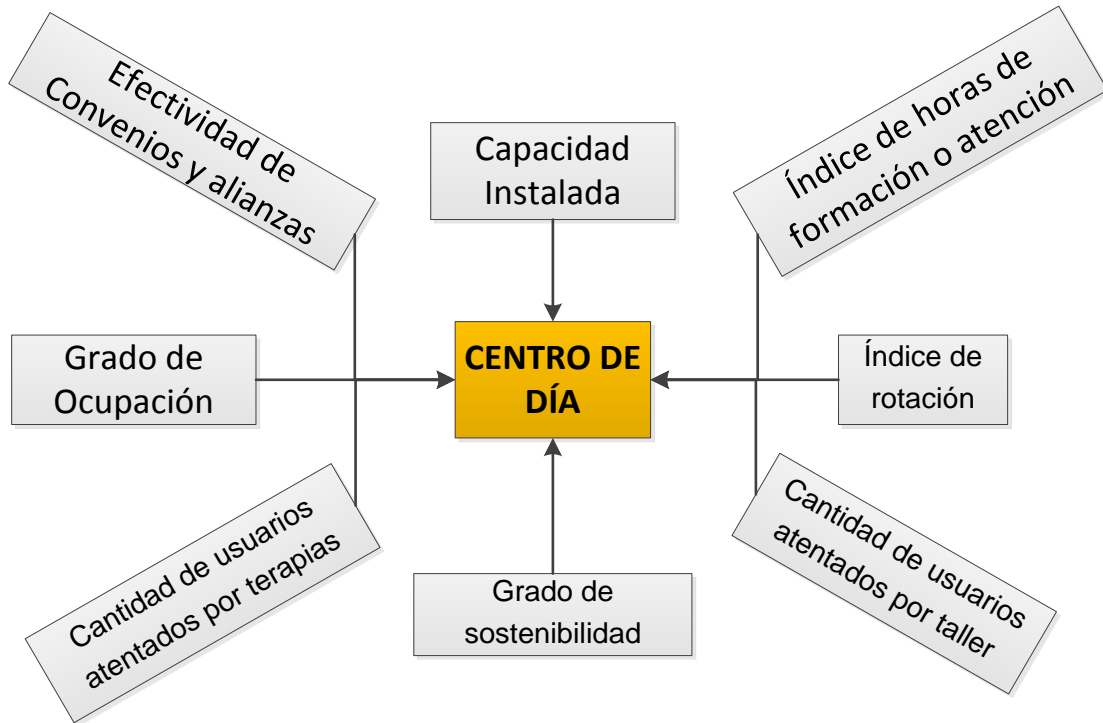 Efectividad de
Convenios y alianzas
Capacidad
Instalada
Índice de horas de
formación o atención
Grado de
Ocupación
CENTRO DE
DÍA
Índice de
rotación
Cantidad de usuarios
atentados por terapias
Grado de
sostenibilidad
Cantidad de usuarios
atentados por taller